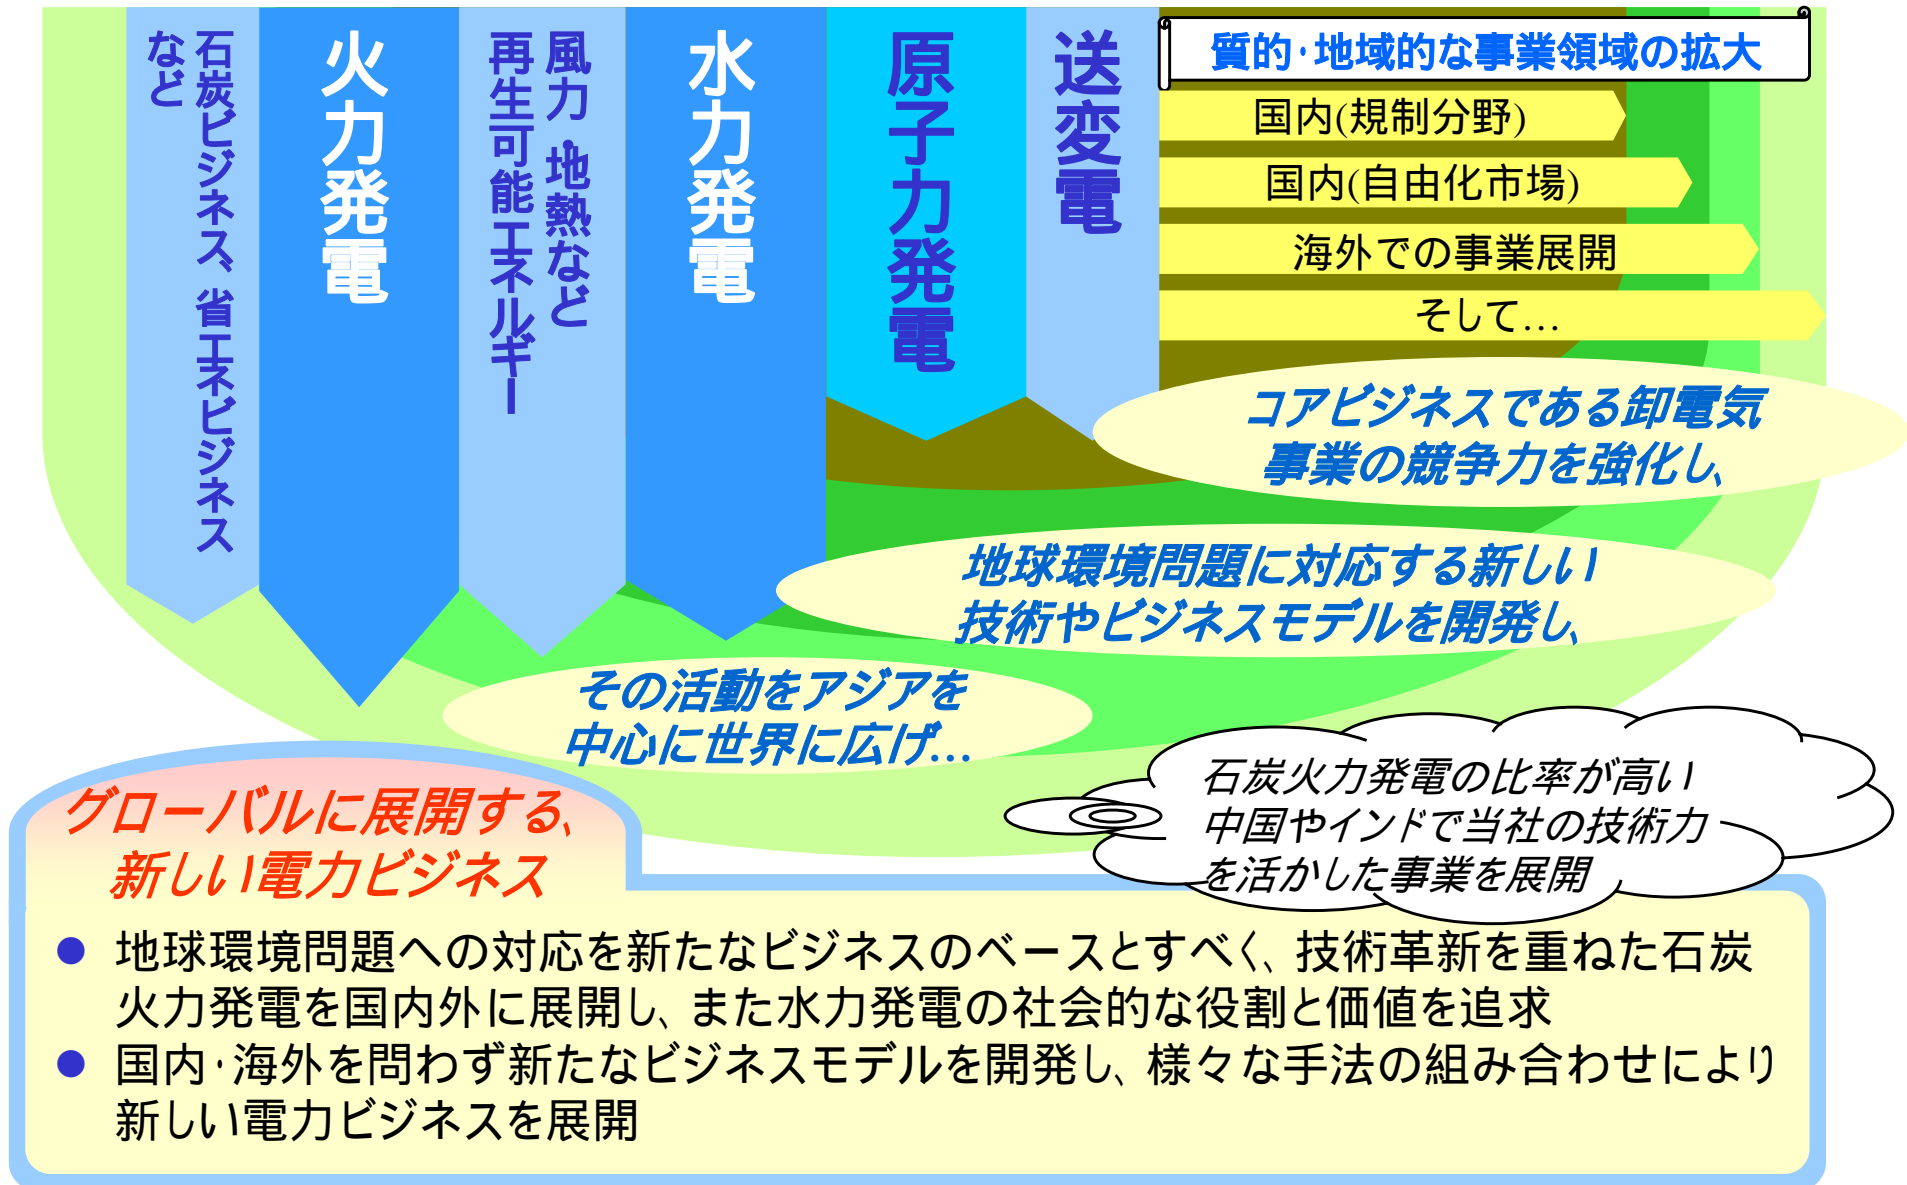 石炭ビジネス、省エネビジネス
など
火力発電
風力・地熱など
再生可能エネルギー
水力発電
原子力発電
送変電
質的・地域的な事業領域の拡大
国内(規制分野)
国内(自由化市場)
海外での事業展開
そして…
コアビジネスである卸電気
事業の競争力を強化し、
地球環境問題に対応する新しい
技術やビジネスモデルを開発し、
その活動をアジアを
中心に世界に広げ…
石炭火力発電の比率が高い
中国やインドで当社の技術力
を活かした事業を展開
グローバルに展開する、
新しい電力ビジネス
● 地球環境問題への対応を新たなビジネスのベースとすべく、技術革新を重ねた石炭
火力発電を国内外に展開し、また水力発電の社会的な役割と価値を追求
● 国内・海外を問わず新たなビジネスモデルを開発し、様々な手法の組み合わせにより
新しい電力ビジネスを展開